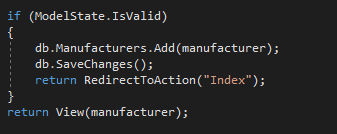 if (ModelState.IsValid)
{
    db.Manufacturers.Add(manufacturer);
    db.SaveChanges();
    return RedirectToAction("Index");
}
return View(manufacturer);